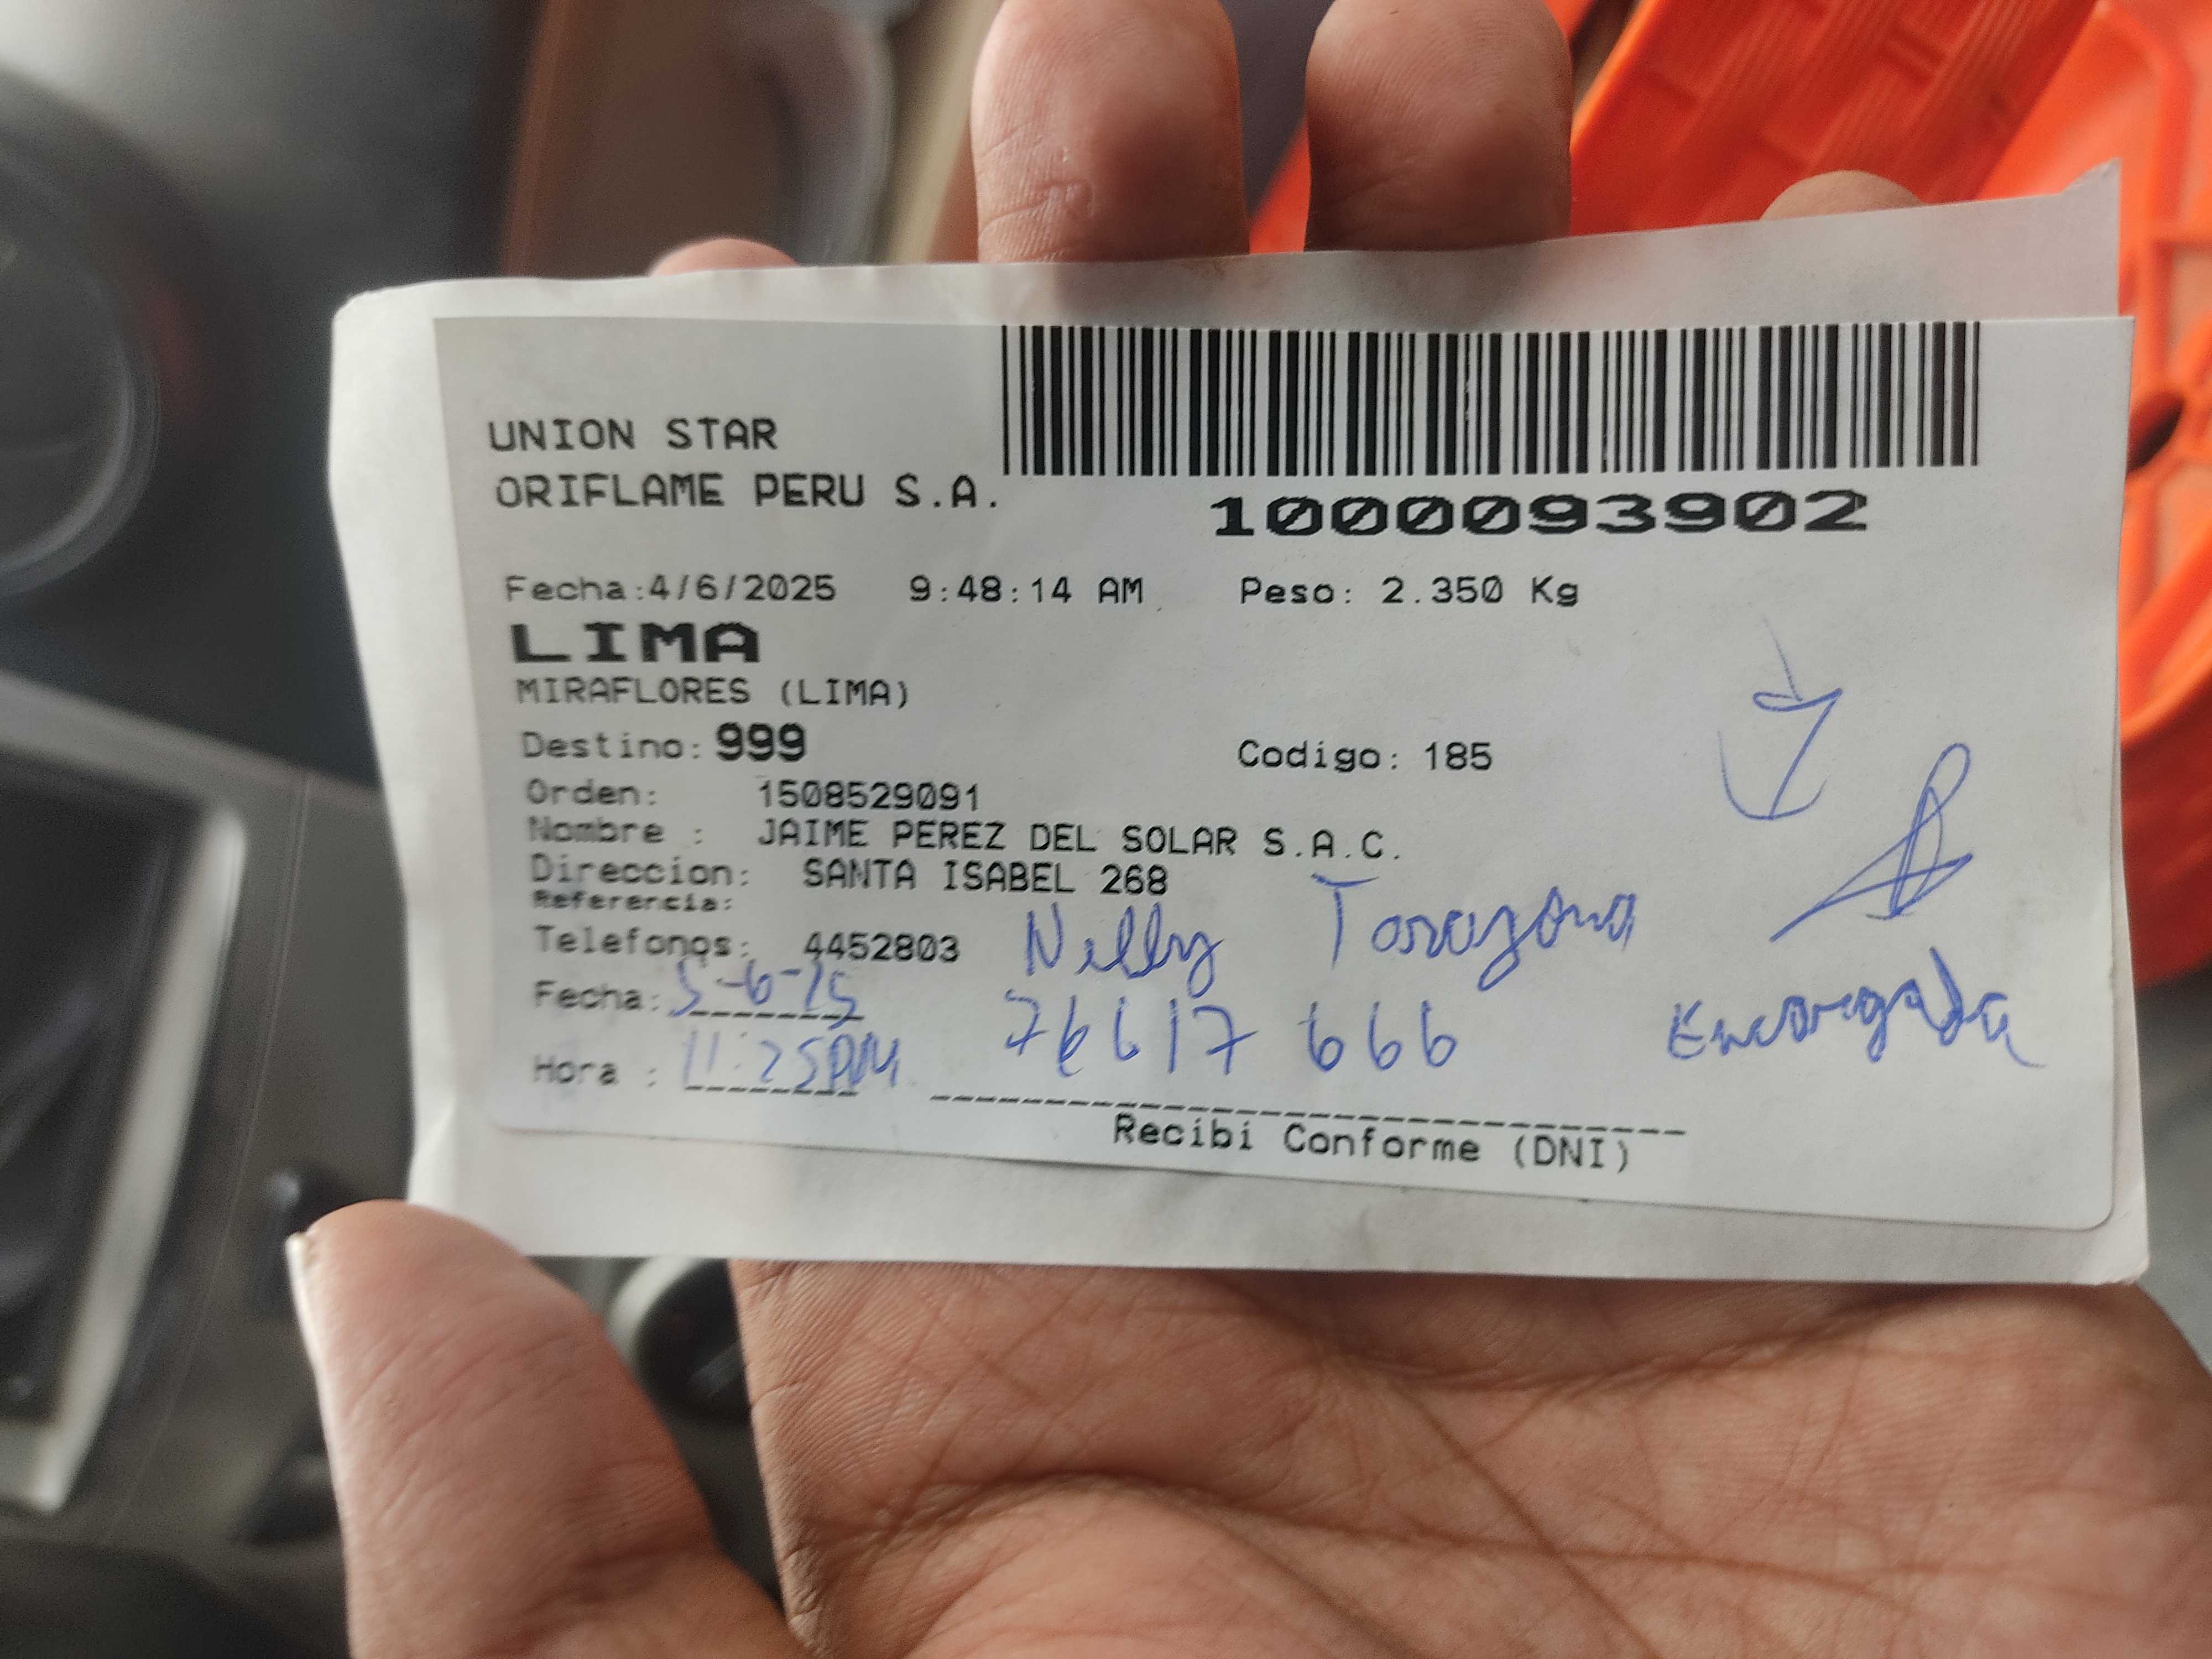 UNION STAR
ORIFLAME PERU S.A.
1000093902
Fecha:4/6/2025 9:48:14 AM Peso: 2.350 Kg
LIMA
MIRAFLORES (LIMA)
Destino: 999 Codigo: 185
Orden: 1508529091
Nombre : JAIME PEREZ DEL SOLAR S.A.C.
Direccion: SANTA ISABEL 268
Referencia:
Telefonos: 4452803 Nelly Tarazona
Fecha: 5-6-25 76617666 Encargada
Hora : 11:25AM
Recibi Conforme (DNI)